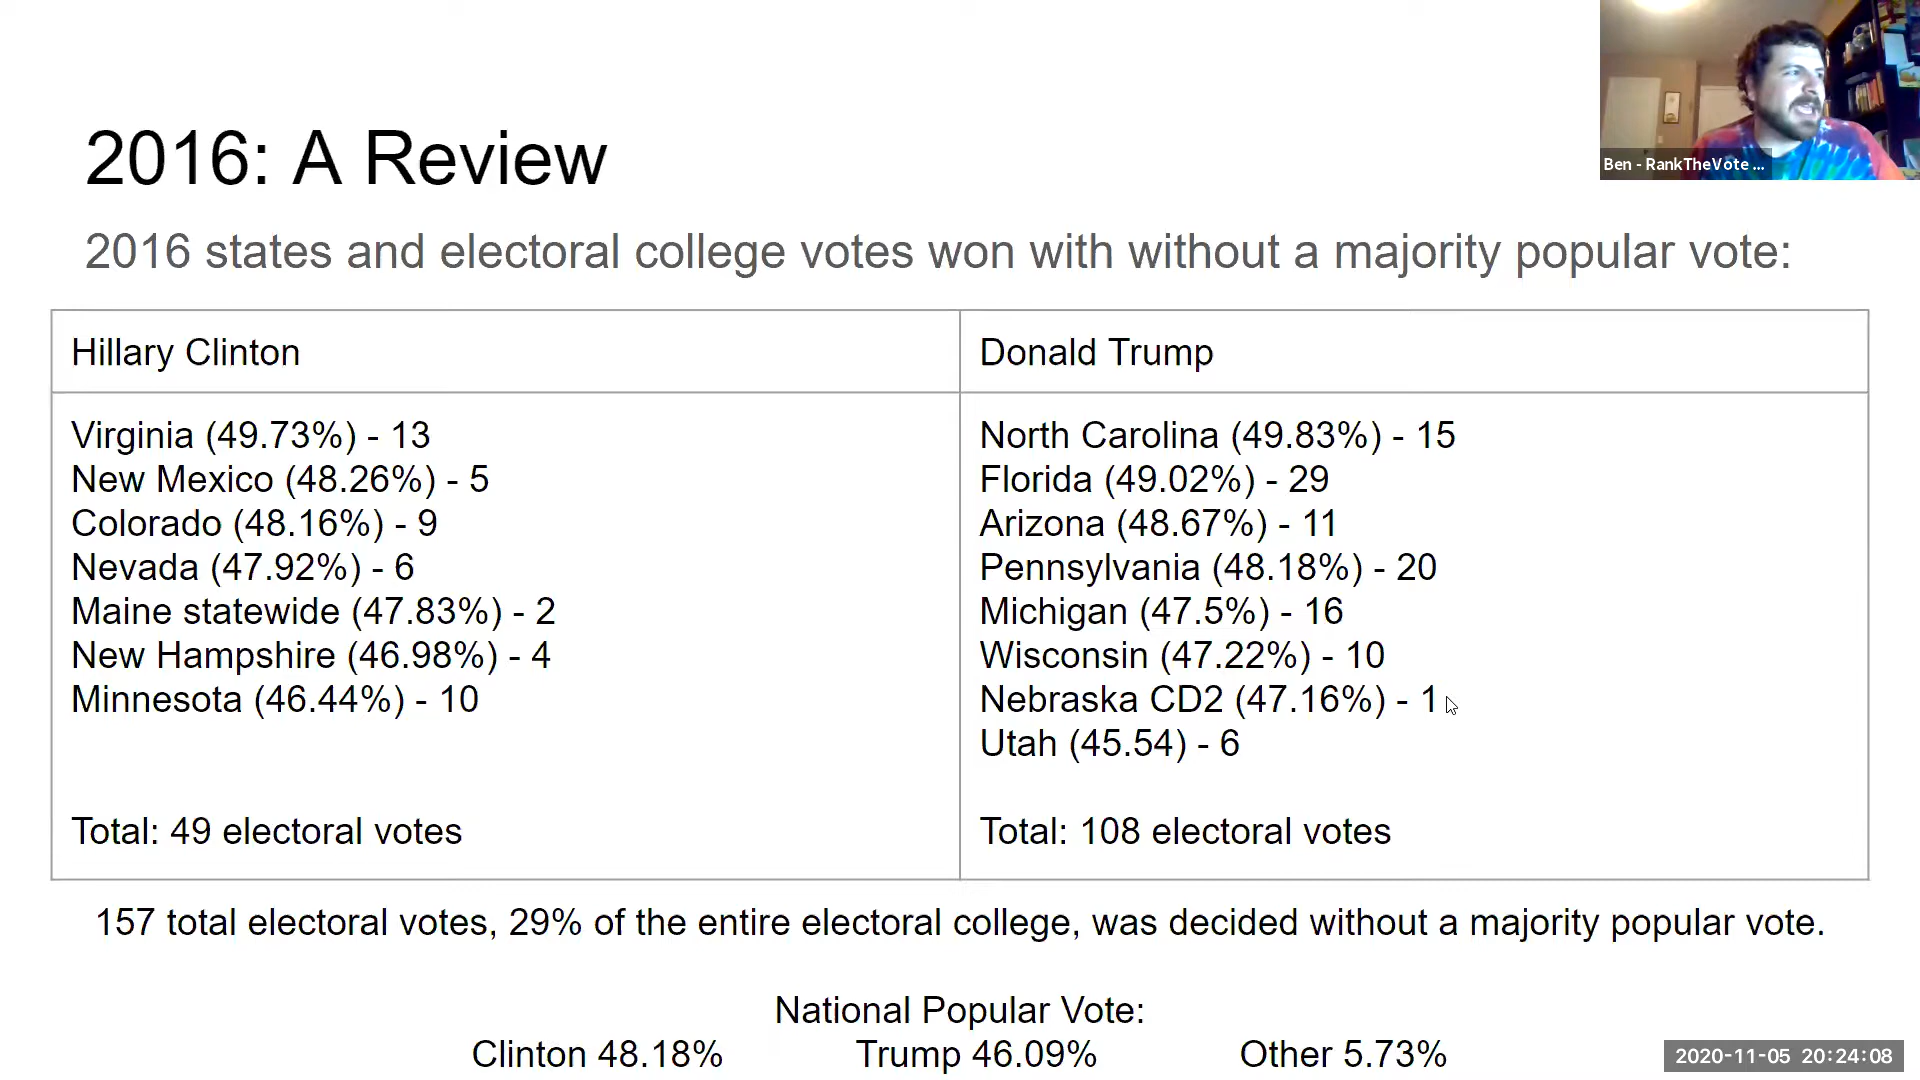 2016: A Review
Ben - RankTheVote ...
2016 states and electoral college votes won with without a majority popular vote:
Hillary Clinton
Virginia (49.73%) - 13
New Mexico (48.26%) - 5
Colorado (48.16%) - 9
Nevada (47.92%) - 6
Maine statewide (47.83%) - 2
New Hampshire (46.98%) - 4
Minnesota (46.44%) - 10
Total: 49 electoral votes
Donald Trump
North Carolina (49.83%) - 15
Florida (49.02%) - 29
Arizona (48.67%) - 11
Pennsylvania (48.18%) - 20
Michigan (47.5%) - 16
Wisconsin (47.22%) - 10
Nebraska CD2 (47.16%) - 1
Utah (45.54) - 6
Total: 108 electoral votes
157 total electoral votes, 29% of the entire electoral college, was decided without a majority popular vote.
National Popular Vote:
Clinton 48.18% Trump 46.09% Other 5.73%
2020-11-05 20:24:08